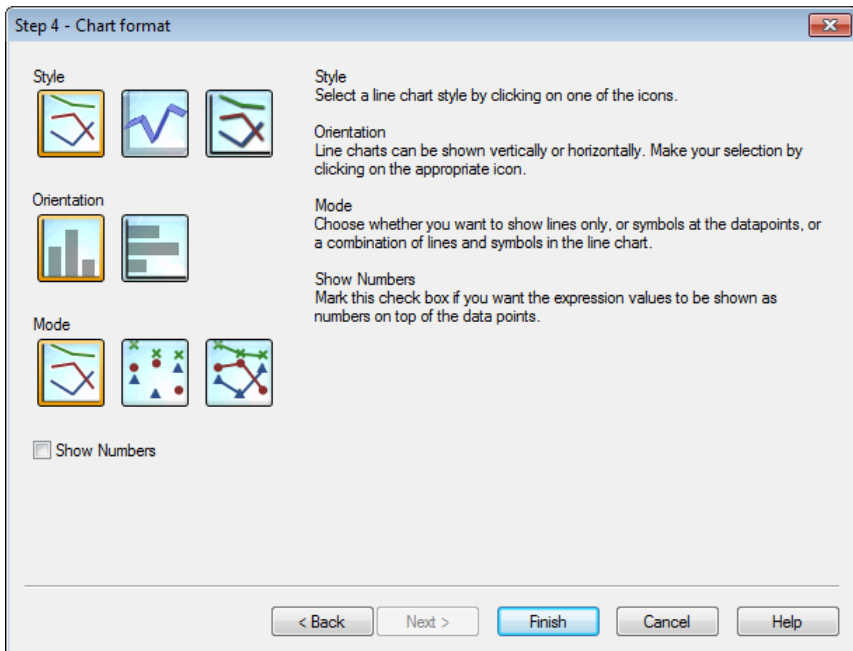 Step 4 - Chart format
Style
Style
Select a line chart style by clicking on one of the icons.
Orientation
Line charts can be shown vertically or horizontally. Make your selection by
clicking on the appropriate icon.
Orientation
Mode
Choose whether you want to show lines only, or symbols at the datapoints, or
a combination of lines and symbols in the line chart.
Show Numbers
Mark this check box if you want the expression values to be shown as
numbers on top of the data points.
Mode
Show Numbers
< Back
Next >
Finish
Cancel
Help